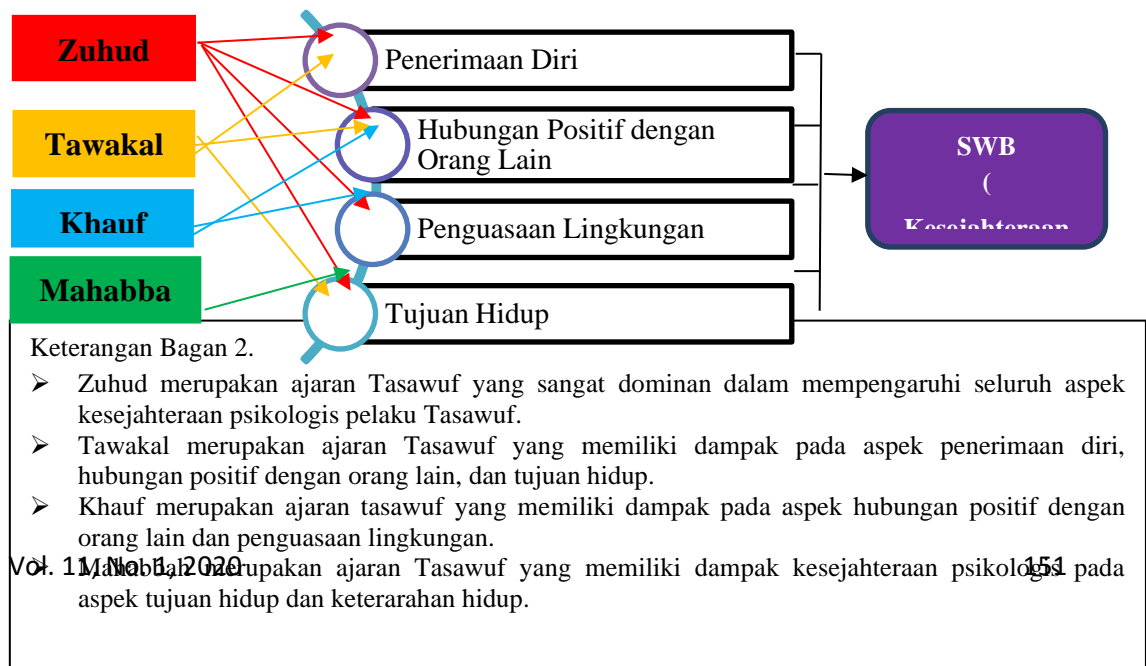 Zuhud
Tawakal
Khauf
Mahabba
Penerimaan Diri
Hubungan Positif dengan
Orang Lain
Penguasaan Lingkungan
Tujuan Hidup
SWB
(
Kesejahteraan
Keterangan Bagan 2.
➢ Zuhud merupakan ajaran Tasawuf yang sangat dominan dalam mempengaruhi seluruh aspek
kesejahteraan psikologis pelaku Tasawuf.
➢ Tawakal merupakan ajaran Tasawuf yang memiliki dampak pada aspek penerimaan diri,
hubungan positif dengan orang lain, dan tujuan hidup.
➢ Khauf merupakan ajaran tasawuf yang memiliki dampak pada aspek hubungan positif dengan
orang lain dan penguasaan lingkungan.
➢ Mahabbah merupakan ajaran Tasawuf yang memiliki dampak kesejahteraan psikologis pada
aspek tujuan hidup dan keterarahan hidup.
Vol. 11, No. 1, 2020
151